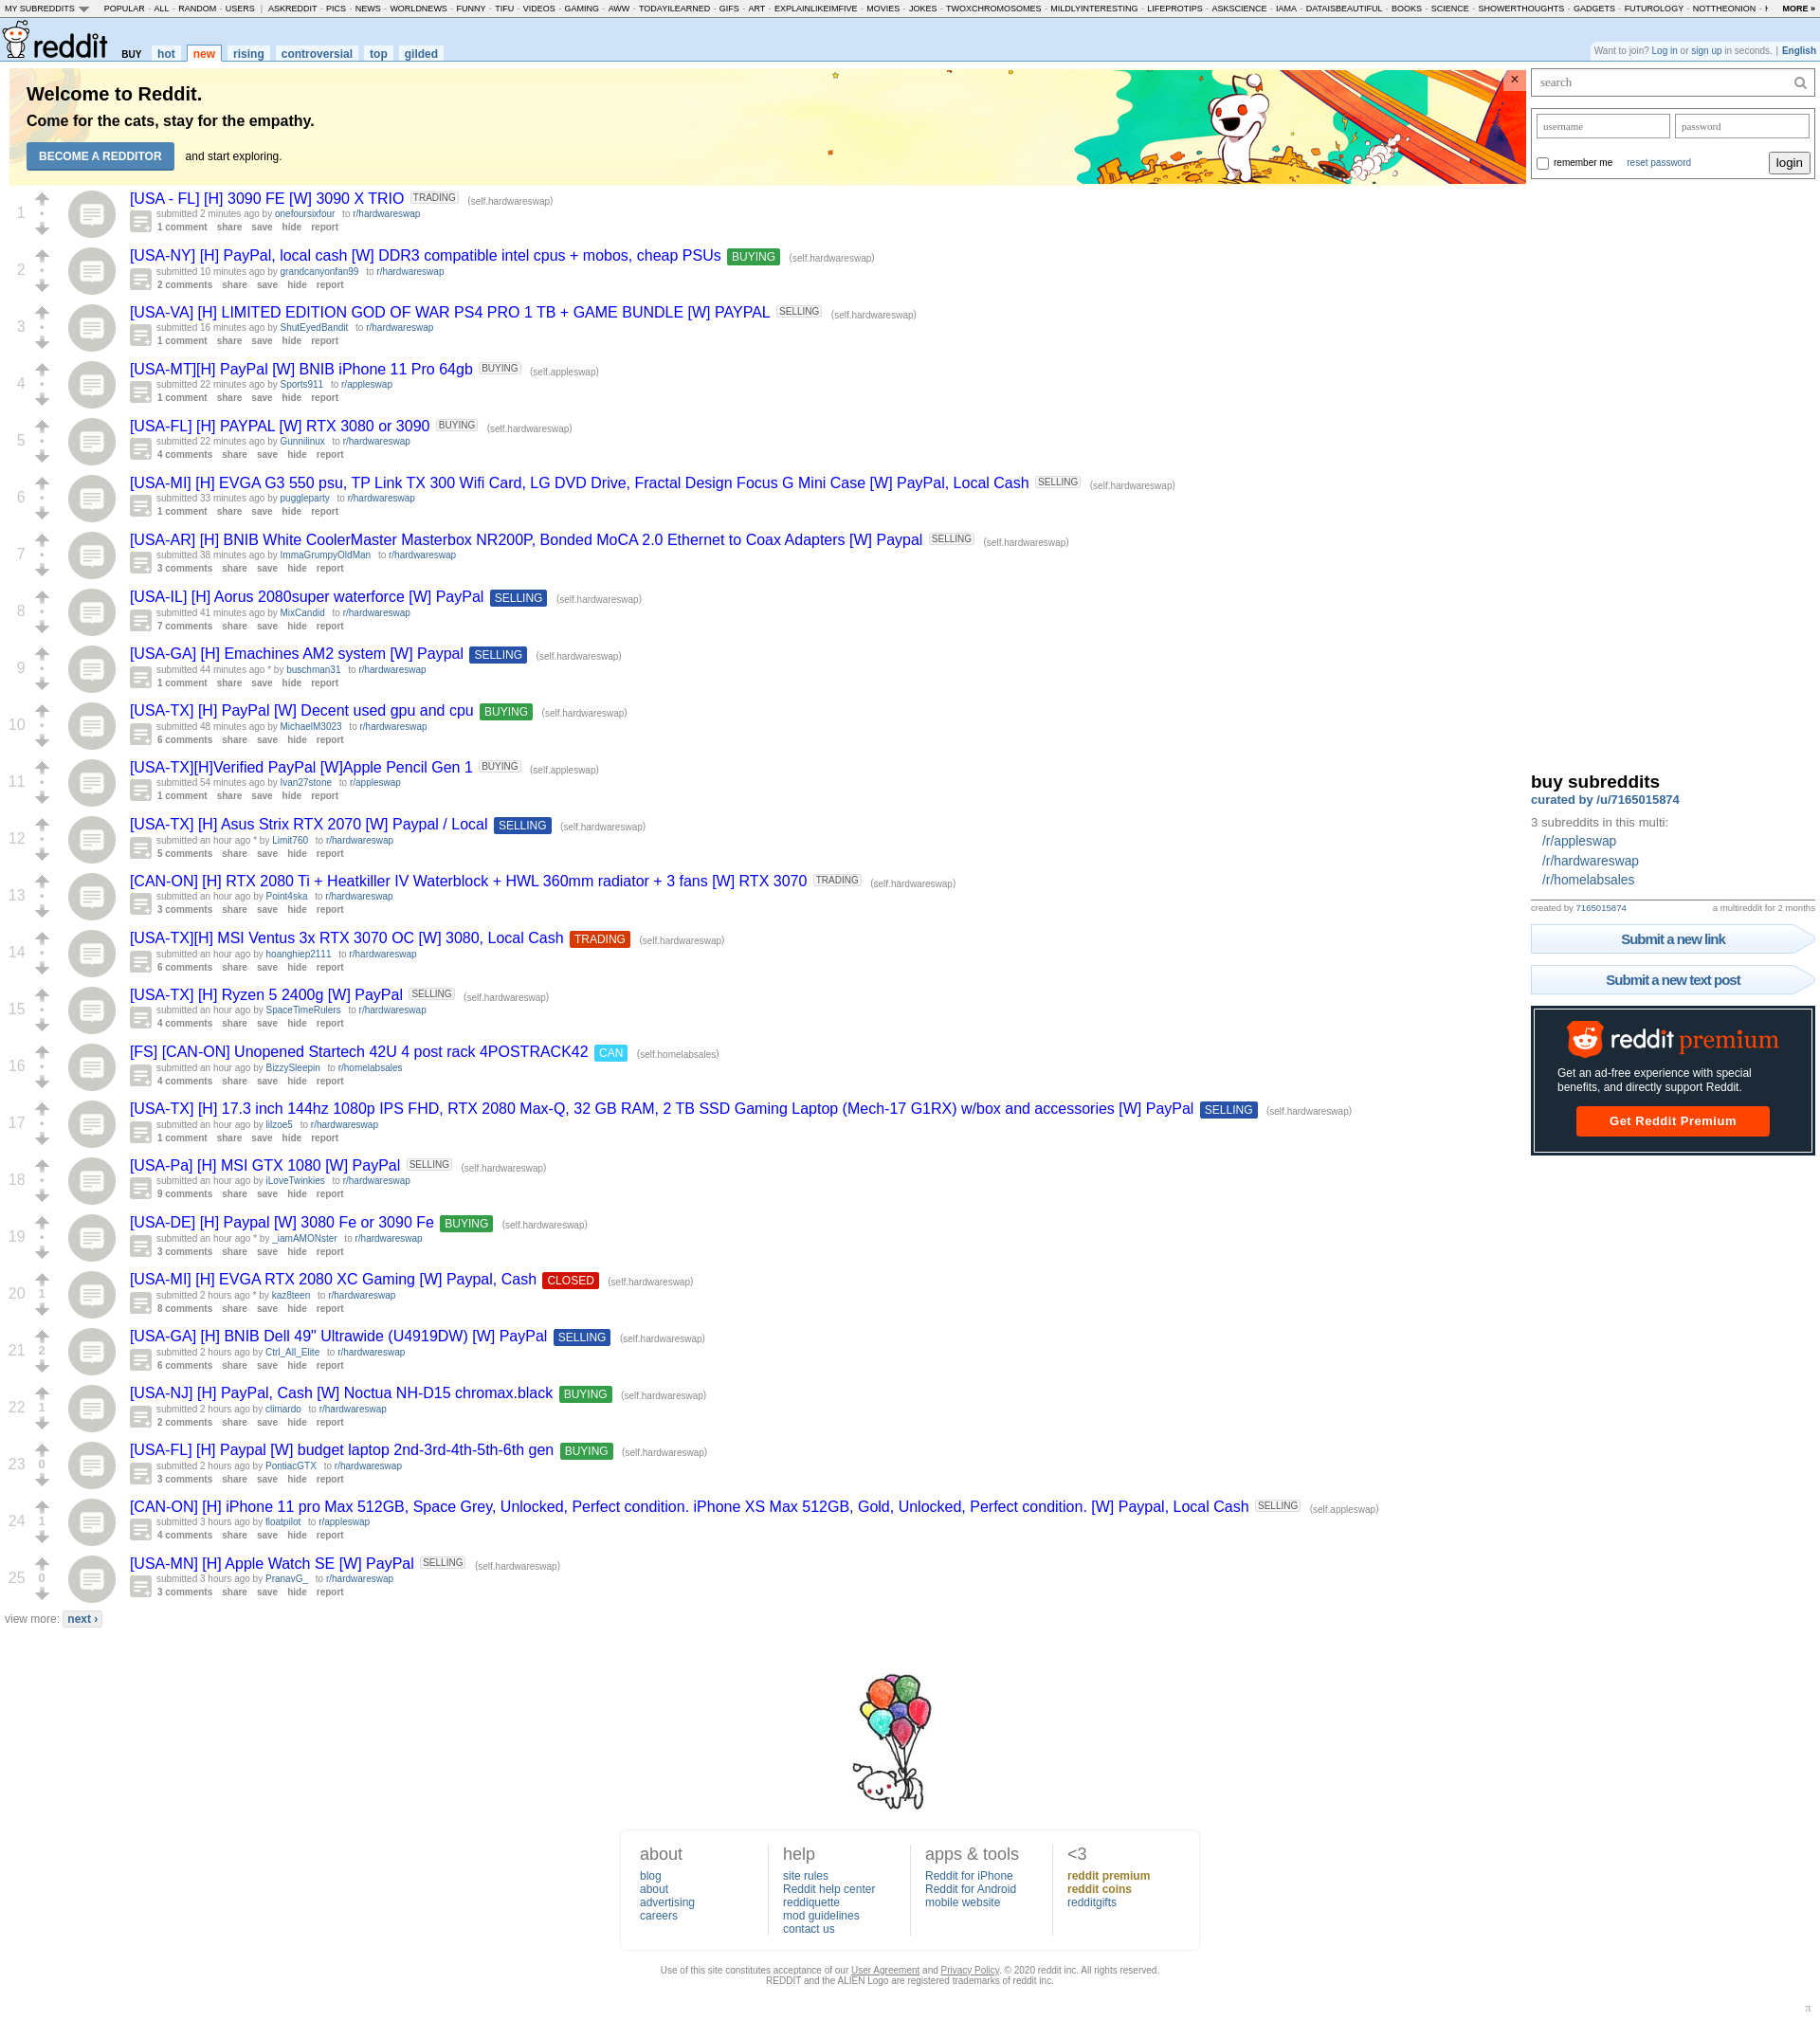 MY SUBREDDITS POPULAR - ALL - RANDOM - USERS | ASKREDDIT - PICS - NEWS - WORLDNEWS - FUNNY - TIFU - VIDEOS - GAMING - AWW - TODAYILEARNED - GIFS - ART - EXPLAINLIKEIMFIVE - MOVIES - JOKES - TWOXCHROMOSOMES - MILDLYINTERESTING - LIFEPROTIPS - ASKSCIENCE - IAMA - DATAISBEAUTIFUL - BOOKS - SCIENCE - SHOWERTHOUGHTS - GADGETS - FUTUROLOGY - NOTTHEONION - MORE »
reddit BUY hot new rising controversial top gilded
Want to join? Log in or sign up in seconds. | English
Welcome to Reddit.
Come for the cats, stay for the empathy.
BECOME A REDDITOR and start exploring.
×
search
username password
remember me reset password login
1 [USA - FL] [H] 3090 FE [W] 3090 X TRIO TRADING (self.hardwareswap)
submitted 2 minutes ago by onefoursixfour to r/hardwareswap
1 comment share save hide report
2 [USA-NY] [H] PayPal, local cash [W] DDR3 compatible intel cpus + mobos, cheap PSUs BUYING (self.hardwareswap)
submitted 10 minutes ago by grandcanyonfan99 to r/hardwareswap
2 comments share save hide report
3 [USA-VA] [H] LIMITED EDITION GOD OF WAR PS4 PRO 1 TB + GAME BUNDLE [W] PAYPAL SELLING (self.hardwareswap)
submitted 16 minutes ago by ShutEyedBandit to r/hardwareswap
1 comment share save hide report
4 [USA-MT][H] PayPal [W] BNIB iPhone 11 Pro 64gb BUYING (self.appleswap)
submitted 22 minutes ago by Sports911 to r/appleswap
1 comment share save hide report
5 [USA-FL] [H] PAYPAL [W] RTX 3080 or 3090 BUYING (self.hardwareswap)
submitted 22 minutes ago by Gunnilinux to r/hardwareswap
4 comments share save hide report
6 [USA-MI] [H] EVGA G3 550 psu, TP Link TX 300 Wifi Card, LG DVD Drive, Fractal Design Focus G Mini Case [W] PayPal, Local Cash SELLING (self.hardwareswap)
submitted 33 minutes ago by puggleparty to r/hardwareswap
1 comment share save hide report
7 [USA-AR] [H] BNIB White CoolerMaster Masterbox NR200P, Bonded MoCA 2.0 Ethernet to Coax Adapters [W] Paypal SELLING (self.hardwareswap)
submitted 38 minutes ago by ImmaGrumpyOldMan to r/hardwareswap
3 comments share save hide report
8 [USA-IL] [H] Aorus 2080super waterforce [W] PayPal SELLING (self.hardwareswap)
submitted 41 minutes ago by MixCandid to r/hardwareswap
7 comments share save hide report
9 [USA-GA] [H] Emachines AM2 system [W] Paypal SELLING (self.hardwareswap)
submitted 44 minutes ago * by buschman31 to r/hardwareswap
1 comment share save hide report
10 [USA-TX] [H] PayPal [W] Decent used gpu and cpu BUYING (self.hardwareswap)
submitted 48 minutes ago by MichaelM3023 to r/hardwareswap
6 comments share save hide report
11 [USA-TX][H]Verified PayPal [W]Apple Pencil Gen 1 BUYING (self.appleswap)
submitted 54 minutes ago by Ivan27stone to r/appleswap
1 comment share save hide report
12 [USA-TX] [H] Asus Strix RTX 2070 [W] Paypal / Local SELLING (self.hardwareswap)
submitted an hour ago * by Limit760 to r/hardwareswap
5 comments share save hide report
13 [CAN-ON] [H] RTX 2080 Ti + Heatkiller IV Waterblock + HWL 360mm radiator + 3 fans [W] RTX 3070 TRADING (self.hardwareswap)
submitted an hour ago by Point4ska to r/hardwareswap
3 comments share save hide report
14 [USA-TX][H] MSI Ventus 3x RTX 3070 OC [W] 3080, Local Cash TRADING (self.hardwareswap)
submitted an hour ago by hoanghiep2111 to r/hardwareswap
6 comments share save hide report
15 [USA-TX] [H] Ryzen 5 2400g [W] PayPal SELLING (self.hardwareswap)
submitted an hour ago by SpaceTimeRulers to r/hardwareswap
4 comments share save hide report
16 [FS] [CAN-ON] Unopened Startech 42U 4 post rack 4POSTRACK42 CAN (self.homelabsales)
submitted an hour ago by BizzySleepin to r/homelabsales
4 comments share save hide report
17 [USA-TX] [H] 17.3 inch 144hz 1080p IPS FHD, RTX 2080 Max-Q, 32 GB RAM, 2 TB SSD Gaming Laptop (Mech-17 G1RX) w/box and accessories [W] PayPal SELLING (self.hardwareswap)
submitted an hour ago by lilzoe5 to r/hardwareswap
1 comment share save hide report
18 [USA-Pa] [H] MSI GTX 1080 [W] PayPal SELLING (self.hardwareswap)
submitted an hour ago by iLoveTwinkies to r/hardwareswap
9 comments share save hide report
19 [USA-DE] [H] Paypal [W] 3080 Fe or 3090 Fe BUYING (self.hardwareswap)
submitted an hour ago * by _iamAMONster to r/hardwareswap
3 comments share save hide report
20 1 [USA-MI] [H] EVGA RTX 2080 XC Gaming [W] Paypal, Cash CLOSED (self.hardwareswap)
submitted 2 hours ago * by kaz8teen to r/hardwareswap
8 comments share save hide report
21 2 [USA-GA] [H] BNIB Dell 49" Ultrawide (U4919DW) [W] PayPal SELLING (self.hardwareswap)
submitted 2 hours ago by Ctrl_All_Elite to r/hardwareswap
6 comments share save hide report
22 1 [USA-NJ] [H] PayPal, Cash [W] Noctua NH-D15 chromax.black BUYING (self.hardwareswap)
submitted 2 hours ago by climardo to r/hardwareswap
2 comments share save hide report
23 0 [USA-FL] [H] Paypal [W] budget laptop 2nd-3rd-4th-5th-6th gen BUYING (self.hardwareswap)
submitted 2 hours ago by PontiacGTX to r/hardwareswap
3 comments share save hide report
24 1 [CAN-ON] [H] iPhone 11 pro Max 512GB, Space Grey, Unlocked, Perfect condition. iPhone XS Max 512GB, Gold, Unlocked, Perfect condition. [W] Paypal, Local Cash SELLING (self.appleswap)
submitted 3 hours ago by floatpilot to r/appleswap
4 comments share save hide report
25 0 [USA-MN] [H] Apple Watch SE [W] PayPal SELLING (self.hardwareswap)
submitted 3 hours ago by PranavG_ to r/hardwareswap
3 comments share save hide report
view more: next ›
buy subreddits
curated by /u/7165015874
3 subreddits in this multi:
/r/appleswap
/r/hardwareswap
/r/homelabsales
created by 7165015874 a multireddit for 2 months
Submit a new link
Submit a new text post
reddit premium
Get an ad-free experience with special
benefits, and directly support Reddit.
Get Reddit Premium
about
blog
about
advertising
careers
help
site rules
Reddit help center
reddiquette
mod guidelines
contact us
apps & tools
Reddit for iPhone
Reddit for Android
mobile website
<3
reddit premium
reddit coins
redditgifts
Use of this site constitutes acceptance of our User Agreement and Privacy Policy. © 2020 reddit inc. All rights reserved.
REDDIT and the ALIEN Logo are registered trademarks of reddit inc.
π